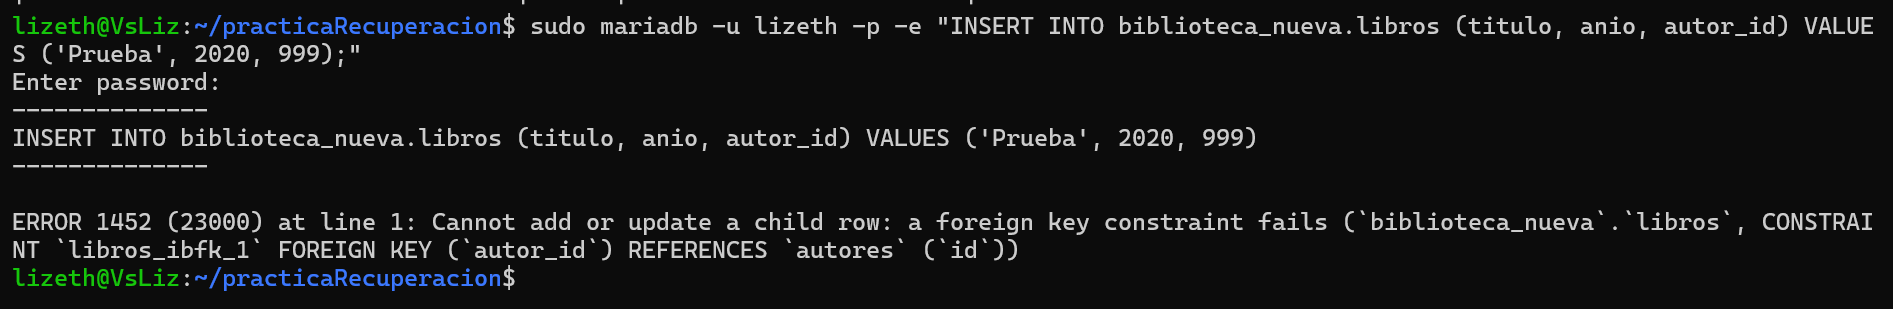 lizeth@VsLiz:~/practicaRecuperacion$ sudo mariadb -u lizeth -p -e "INSERT INTO biblioteca_nueva.libros (titulo, anio, autor_id) VALUE
S ('Prueba', 2020, 999);"
Enter password:
--------------
INSERT INTO biblioteca_nueva.libros (titulo, anio, autor_id) VALUES ('Prueba', 2020, 999)
--------------
ERROR 1452 (23000) at line 1: Cannot add or update a child row: a foreign key constraint fails (`biblioteca_nueva`.`libros`, CONSTRAI
NT `libros_ibfk_1` FOREIGN KEY (`autor_id`) REFERENCES `autores` (`id`))
lizeth@VsLiz:~/practicaRecuperacion$